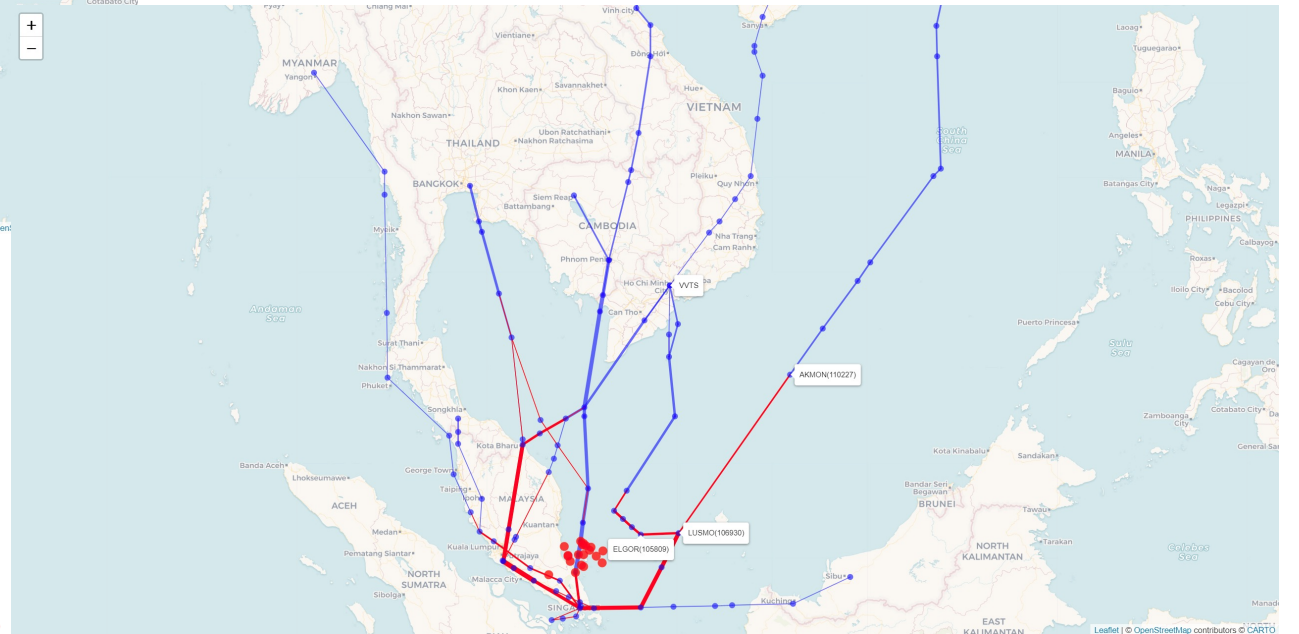 Cotabato City
Pyay•
Chiang Mai•
Vinh city
Sanya
Laoag•
+
−
Vientiane•
Tuguegarao•
MYANMAR
Yangon
Đồng Hới•
Khon Kaen
Savannakhet•
Hue•
Baguio•
VIETNAM
Nakhon Sawan•
Angeles•
South
China
Sea
Ubon Ratchathani•
•Nakhon Ratchasima
THAILAND
MANILA
BANGKOK
Pleiku•
Quy Nhơn
Batangas City•
Naga•
Siem Reap
Battambang•
Legazpi
Myeik•
CAMBODIA
PHILIPPINES
Nha Trang•
Cam Ranh•
Calbayog•
Phnom Penh
Roxas•
Ho Chi Minh
City
VVTS
Iloilo City•
•Bacolod
Cebu City•
Andaman
Sea
Can Tho•
Puerto Princesa•
Surat Thani•
Sulu
Sea
Nakhon Si Thammarat•
Cagayan de
Oro
AKMON(110227)
Phuket•
Songkhla•
Zamboanga
City
Cotabato City•
Kota Bharu
General Sa
Kota Kinabalu•
Sandakan•
Banda Aceh•
George Town
Lhokseumawe•
Taiping•
Ipoh
MALAYSIA
Bandar Seri
Begawan
BRUNEI
ACEH
Tawau•
Kuantan•
LUSMO(106930)
Medan•
Kuala Lumpur
Putrajaya
ELGOR(105809)
Pematang Siantar•
NORTH
KALIMANTAN
•Tarakan
Celebes
Sea
NORTH
SUMATRA
Malacca City•
Sibu•
Sibolga•
SINGA
Kuching•
Manad
EAST
KALIMANTAN
Leaflet | © OpenStreetMap contributors © CARTO